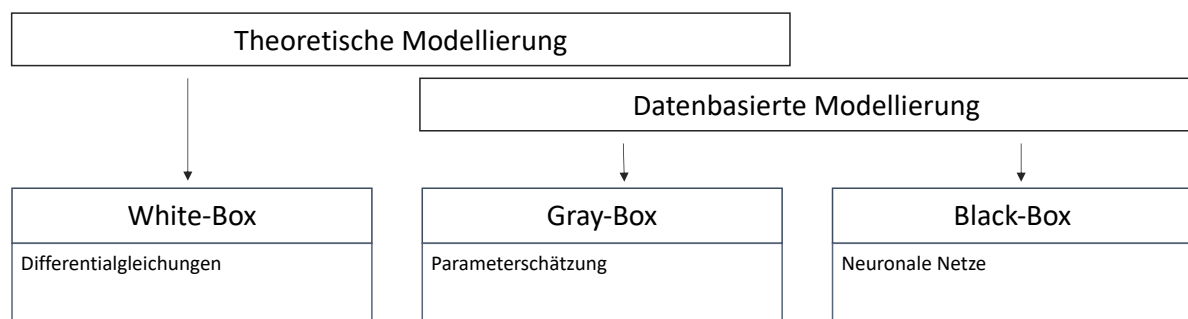 Theoretische Modellierung
Datenbasierte Modellierung
White-Box
Gray-Box
Black-Box
Differentialgleichungen
Parameterschätzung
Neuronale Netze